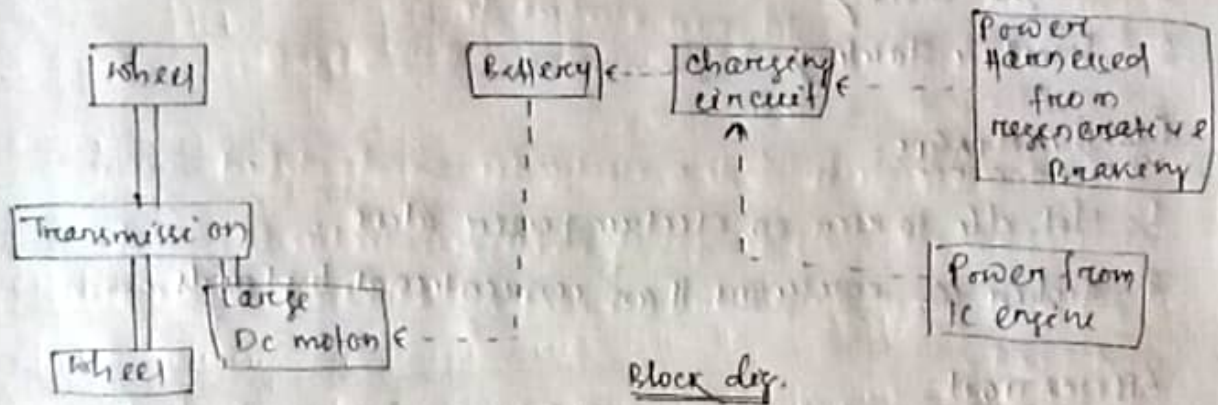 Wheel
Battery
charging
circuit
Power
Harnessed
from
regenerative
Braking
Transmission
Large
Dc motor
Power from
ic engine
Wheel
Block dig.